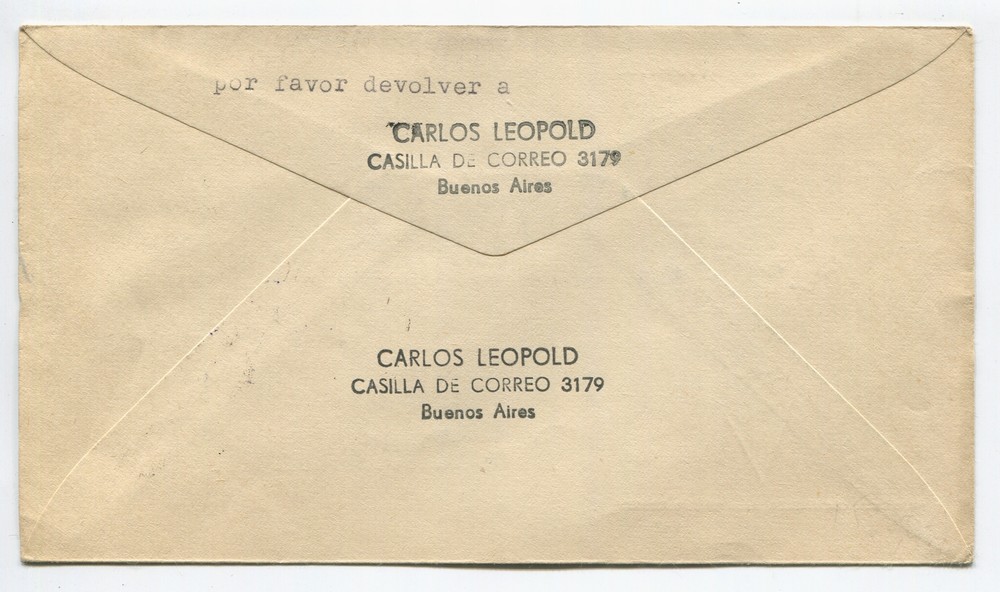 por favor devolver a
CARLOS LEOPOLD
CASILLA DE CORREO 3179
Buenos Aires
CARLOS LEOPOLD
CASILLA DE CORREO 3179
Buenos Aires